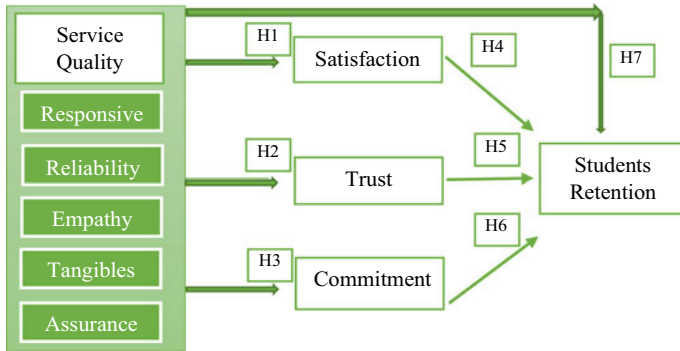 Service
Quality
Responsive
Reliability
Empathy
Tangibles
Assurance
H1
Satisfaction
H4
H7
H2
Trust
H5
Students
Retention
H3
Commitment
H6